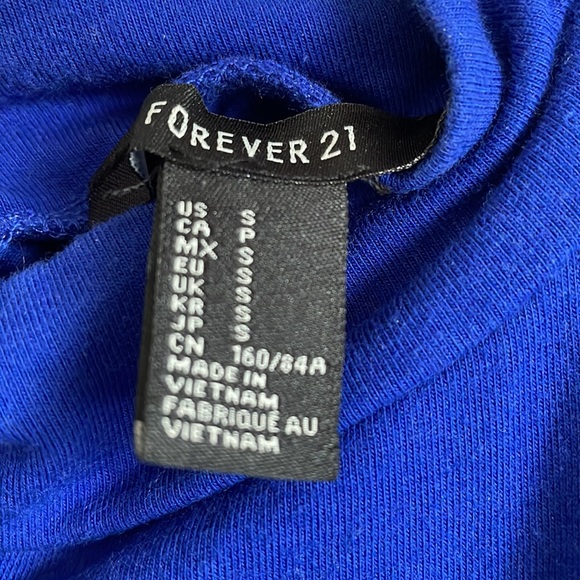 FOREVER 21
US S
CA P
MX S
EU S
UK S
KR S
JP S
CN 160/84A
MADE IN
VIETNAM
FABRIQUÉ AU
VIETNAM